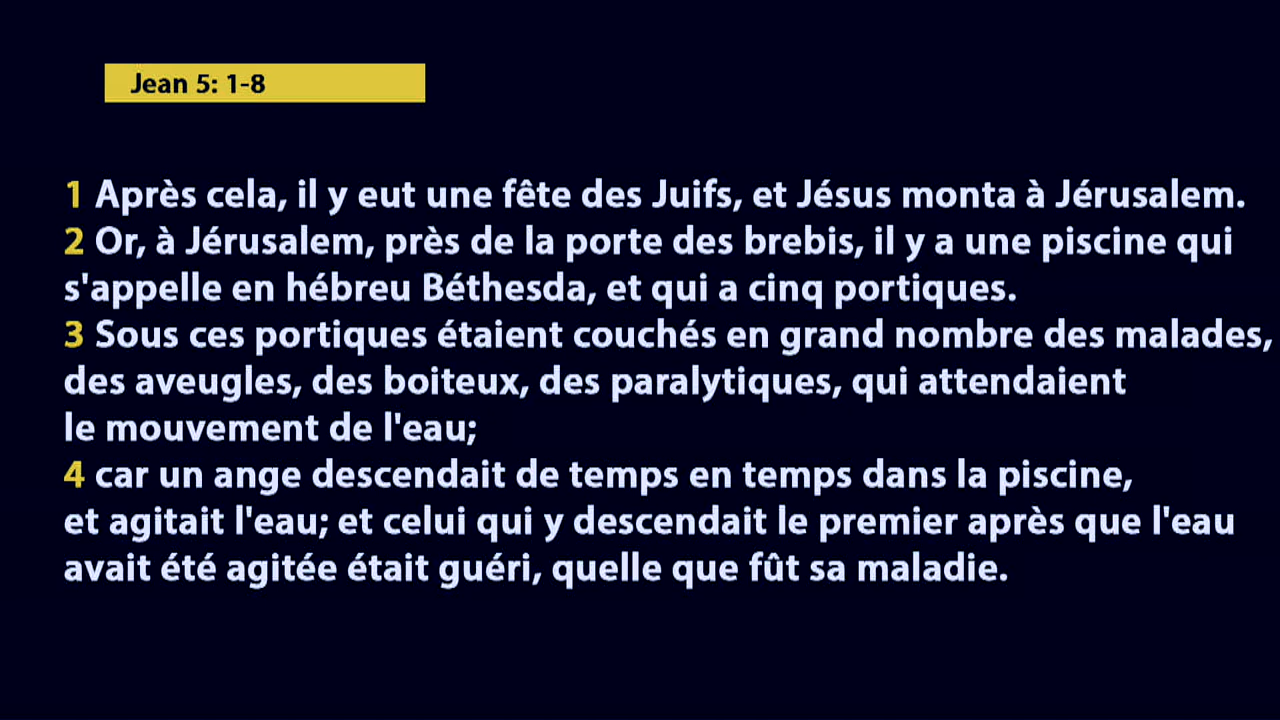 Jean 5: 1-8
1 Après cela, il y eut une fête des Juifs, et Jésus monta à Jérusalem.
2 Or, à Jérusalem, près de la porte des brebis, il y a une piscine qui
s'appelle en hébreu Béthesda, et qui a cinq portiques.
3 Sous ces portiques étaient couchés en grand nombre des malades,
des aveugles, des boiteux, des paralytiques, qui attendaient
le mouvement de l'eau;
4 car un ange descendait de temps en temps dans la piscine,
et agitait l'eau; et celui qui y descendait le premier après que l'eau
avait été agitée était guéri, quelle que fût sa maladie.